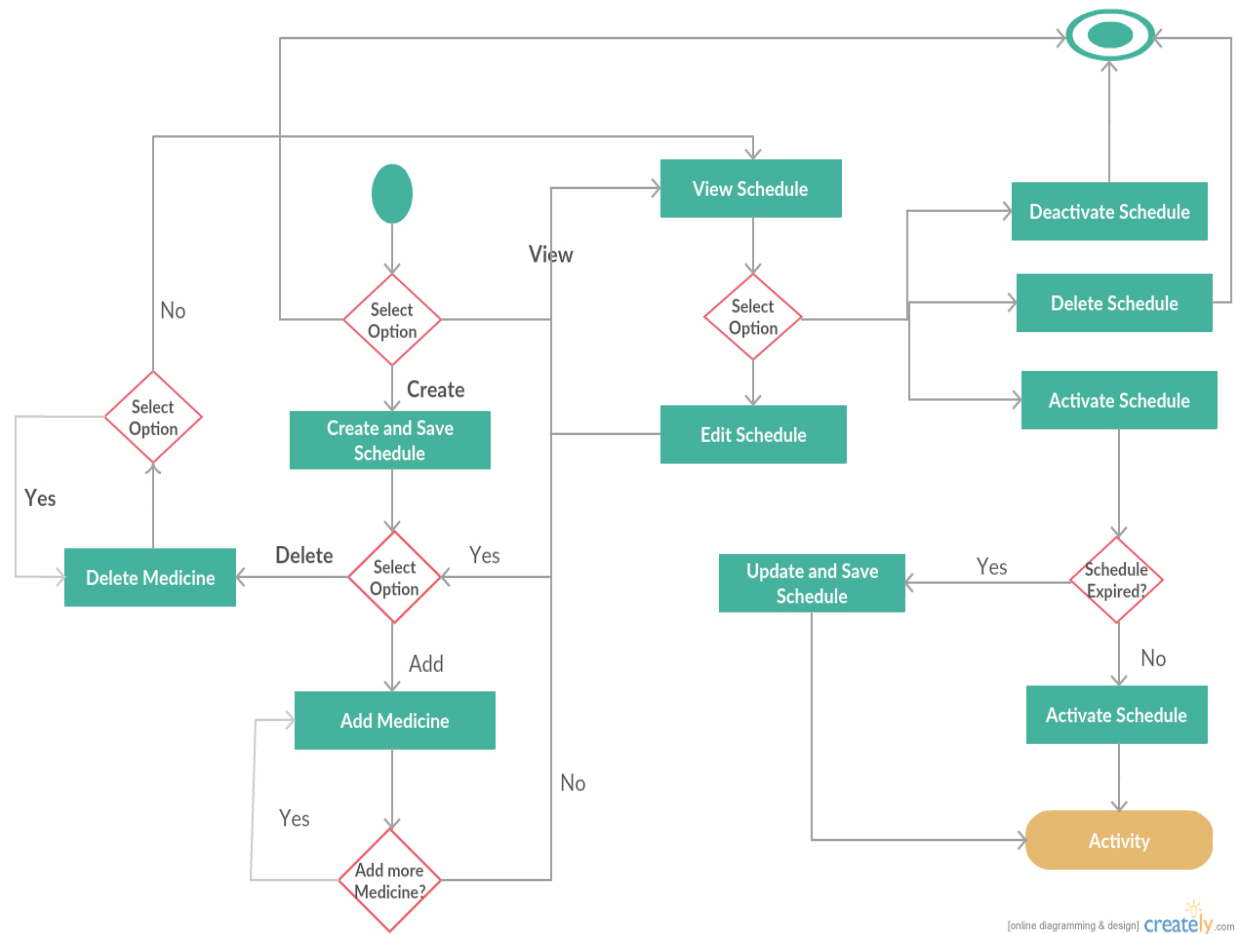 View Schedule
Deactivate Schedule
View
Select
Option
Select
Option
Delete Schedule
No
Create
Select
Option
Create and Save
Schedule
Edit Schedule
Activate Schedule
Yes
Delete
Yes
Select
Option
Delete Medicine
Update and Save
Schedule
Yes
Schedule
Expired?
Add
No
Add Medicine
Activate Schedule
No
Yes
Add more
Medicine?
Activity
[online diagramming & design] creately.com